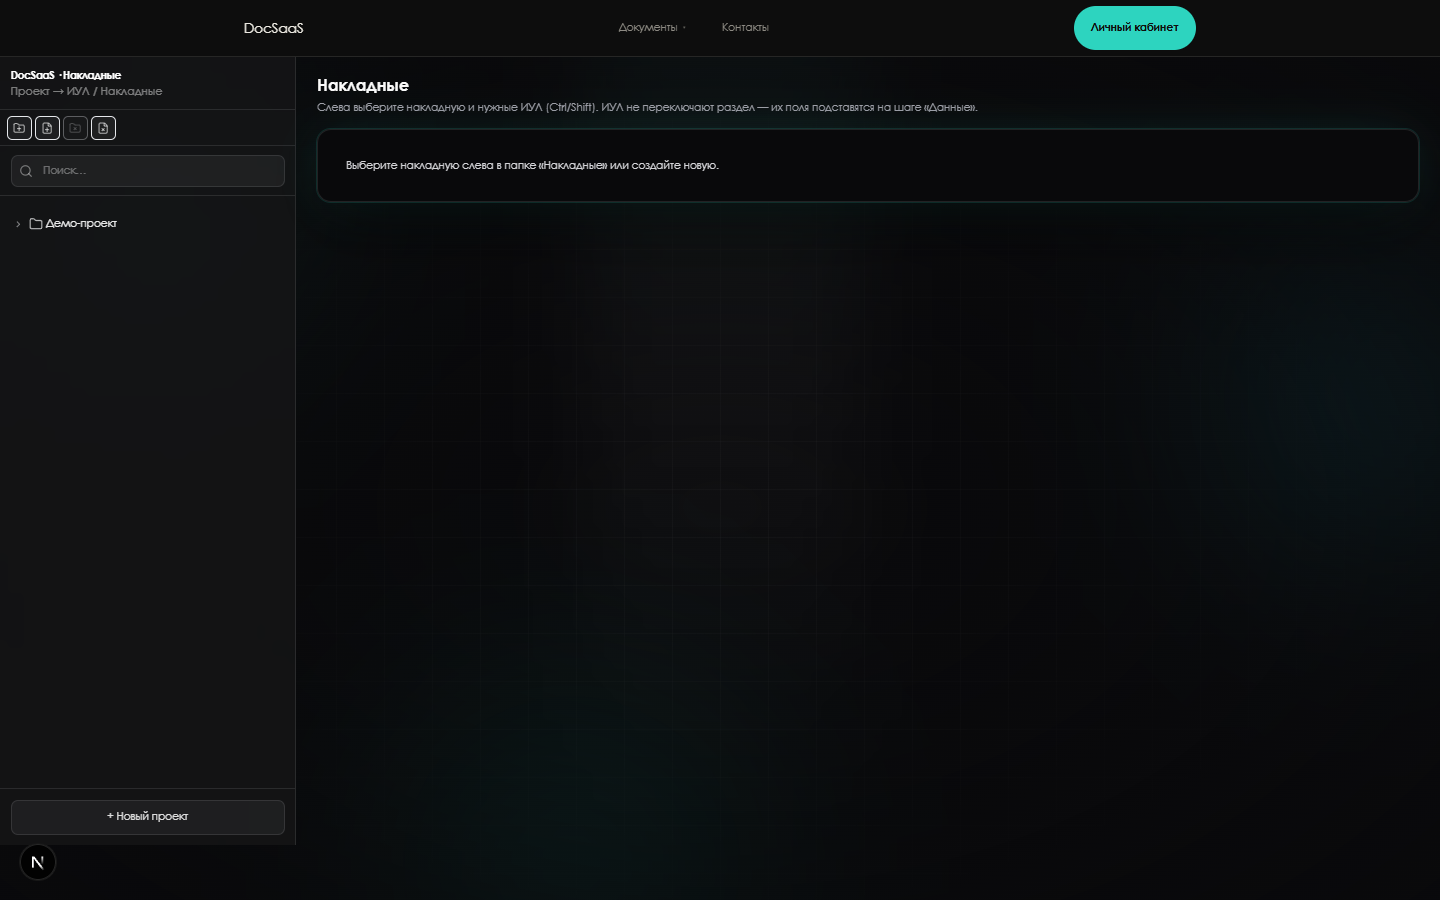 DocSaaS
Документы
Контакты
Личный кабинет
DocSaaS · Накладные
Проект → ИУЛ / Накладные
Поиск...
Демо-проект
+ Новый проект
Накладные
Слева выберите накладную и нужные ИУЛ (Ctrl/Shift). ИУЛ не переключают раздел — их поля подставятся на шаге «Данные».
Выберите накладную слева в папке «Накладные» или создайте новую.
N